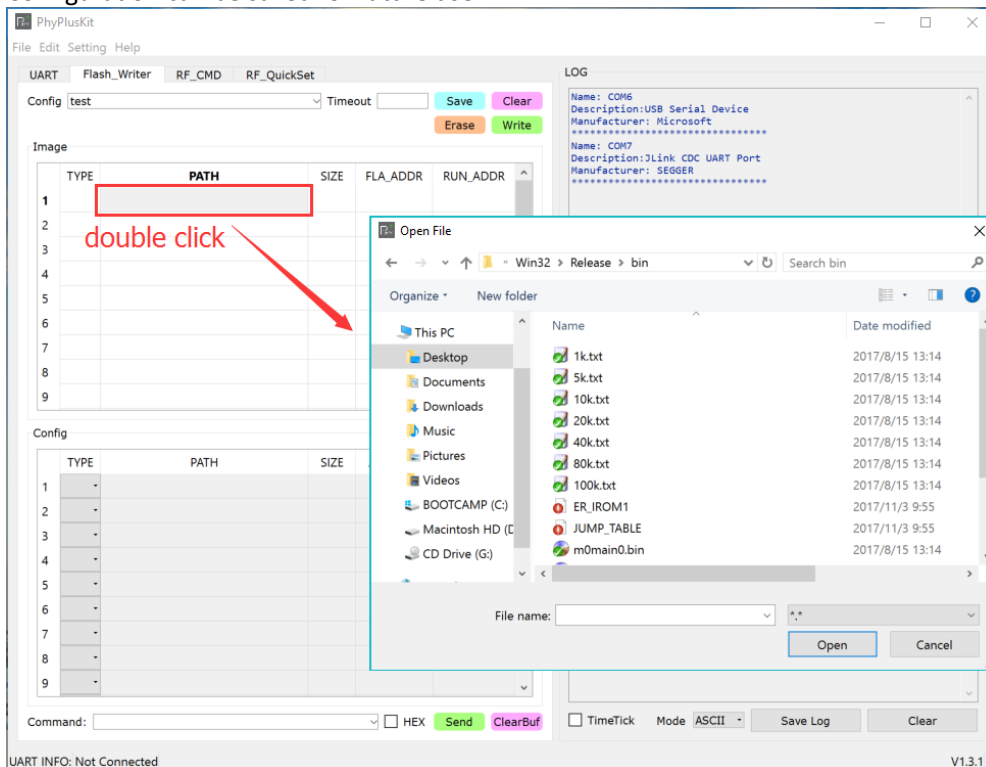 PhyPlusKit
File Edit Setting Help
UART Flash_Writer RF_CMD RF_QuickSet
Config test Timeout Save Clear
Erase Write
Image
TYPE PATH SIZE FLA_ADDR RUN_ADDR
1
2
3
4
5
6
7
8
9
double click
Config
TYPE PATH SIZE
1
2
3
4
5
6
7
8
9
Command: HEX Send ClearBuf
UART INFO: Not Connected
LOG
Name: COM6
Description:USB Serial Device
Manufacturer: Microsoft
********************************
Name: COM7
Description:JLink CDC UART Port
Manufacturer: SEGGER
********************************
Open File
« Win32 > Release > bin Search bin
Organize New folder
This PC
Desktop
Documents
Downloads
Music
Pictures
Videos
BOOTCAMP (C:)
Macintosh HD (D
CD Drive (G:)
Name Date modified
1k.txt 2017/8/15 13:14
5k.txt 2017/8/15 13:14
10k.txt 2017/8/15 13:14
20k.txt 2017/8/15 13:14
40k.txt 2017/8/15 13:14
80k.txt 2017/8/15 13:14
100k.txt 2017/8/15 13:14
ER_IROM1 2017/11/3 9:55
JUMP_TABLE 2017/11/3 9:55
m0main0.bin 2017/8/15 13:14
File name: *.*
Open Cancel
TimeTick Mode ASCII Save Log Clear
V1.3.1